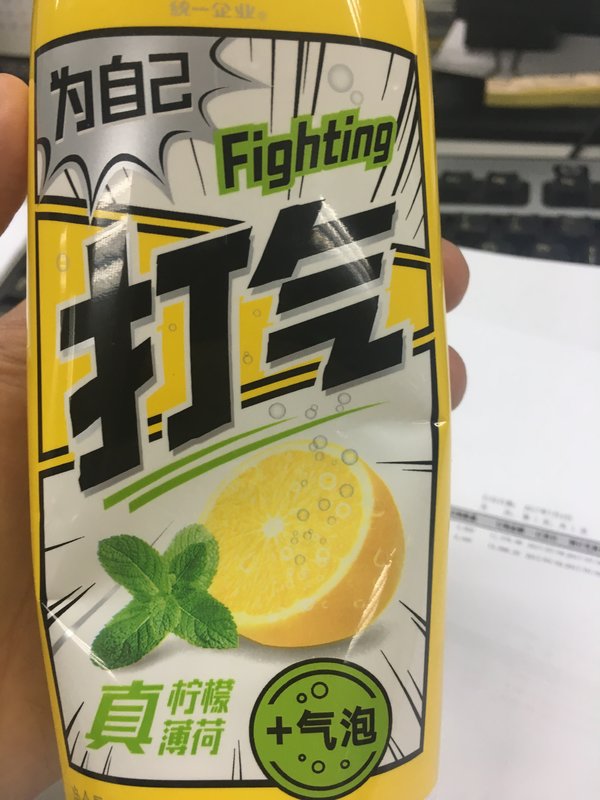 统一企业®
为自己
Fighting
打气
真柠檬
薄荷
+气泡